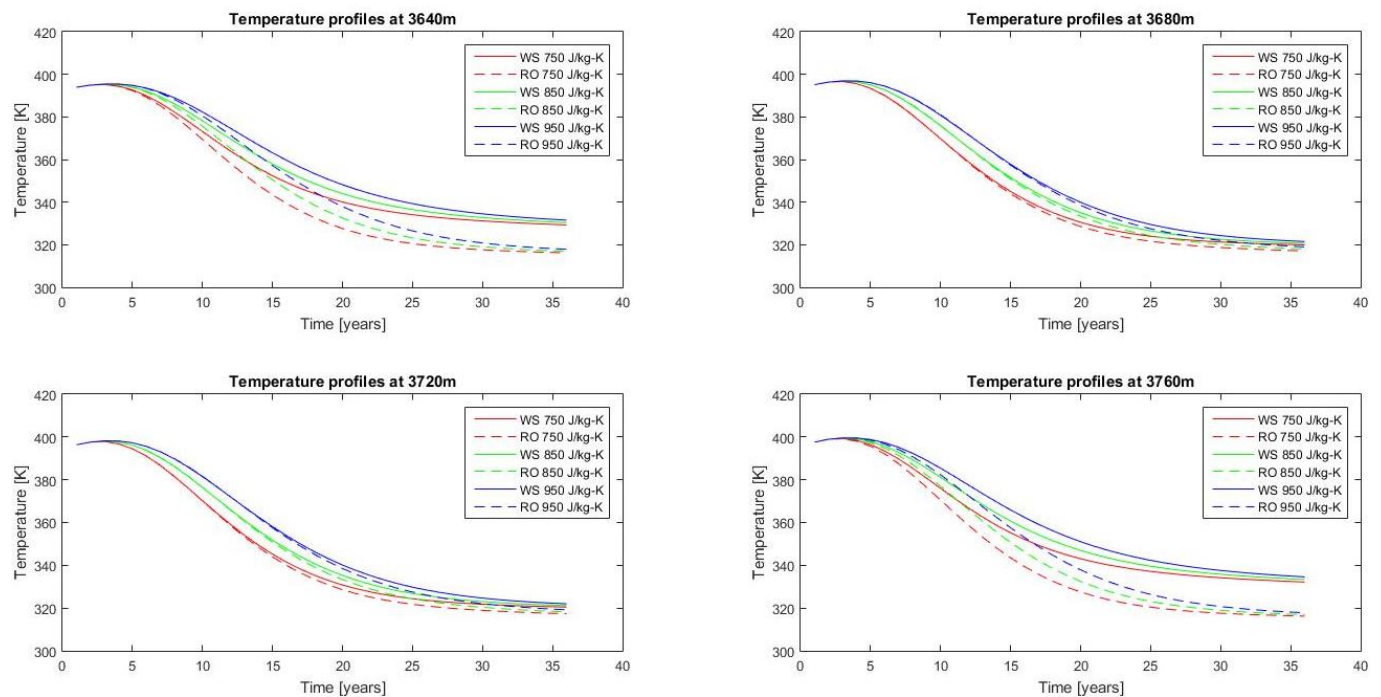 Temperature profiles at 3640m
420
400
380
360
340
320
300
Temperature [K]
0 5 10 15 20 25 30 35 40
Time [years]
WS 750 J/kg-K
RO 750 J/kg-K
WS 850 J/kg-K
RO 850 J/kg-K
WS 950 J/kg-K
RO 950 J/kg-K
Temperature profiles at 3680m
420
400
380
360
340
320
300
Temperature [K]
0 5 10 15 20 25 30 35 40
Time [years]
WS 750 J/kg-K
RO 750 J/kg-K
WS 850 J/kg-K
RO 850 J/kg-K
WS 950 J/kg-K
RO 950 J/kg-K
Temperature profiles at 3720m
420
400
380
360
340
320
300
Temperature [K]
0 5 10 15 20 25 30 35 40
Time [years]
WS 750 J/kg-K
RO 750 J/kg-K
WS 850 J/kg-K
RO 850 J/kg-K
WS 950 J/kg-K
RO 950 J/kg-K
Temperature profiles at 3760m
420
400
380
360
340
320
300
Temperature [K]
0 5 10 15 20 25 30 35 40
Time [years]
WS 750 J/kg-K
RO 750 J/kg-K
WS 850 J/kg-K
RO 850 J/kg-K
WS 950 J/kg-K
RO 950 J/kg-K